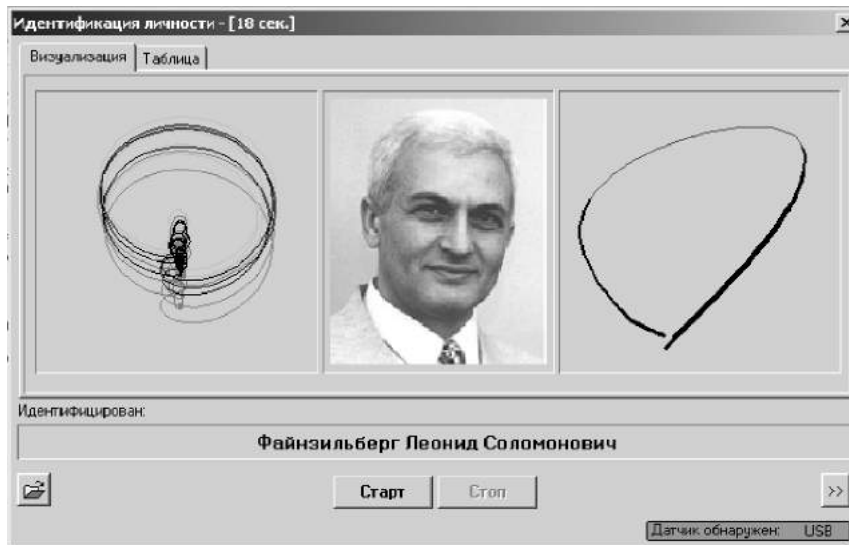 Идентификация личности - [18 сек.]
Визуализация Таблица
Идентифицирован:
Файнзильберг Леонид Соломонович
Старт Стоп >>
Датчик обнаружен: USB